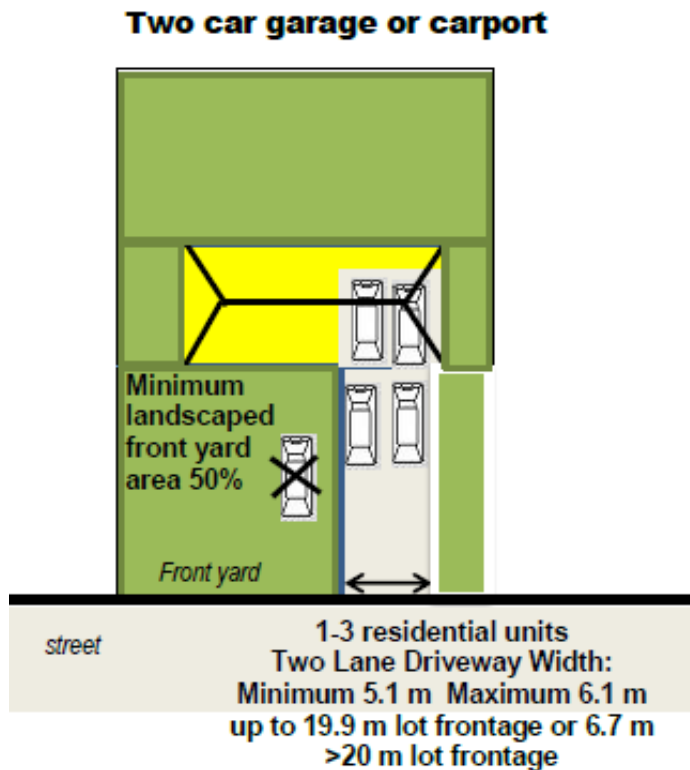 Two car garage or carport
Minimum
landscaped
front yard
area 50%
Front yard
street
1-3 residential units
Two Lane Driveway Width:
Minimum 5.1 m  Maximum 6.1 m
up to 19.9 m lot frontage or 6.7 m
>20 m lot frontage